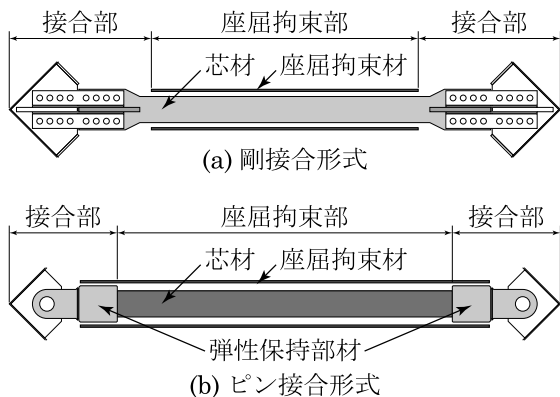 接合部 座屈拘束部 接合部
芯材 座屈拘束材
(a) 剛接合形式
接合部 座屈拘束部 接合部
芯材 座屈拘束材
弾性保持部材
(b) ピン接合形式